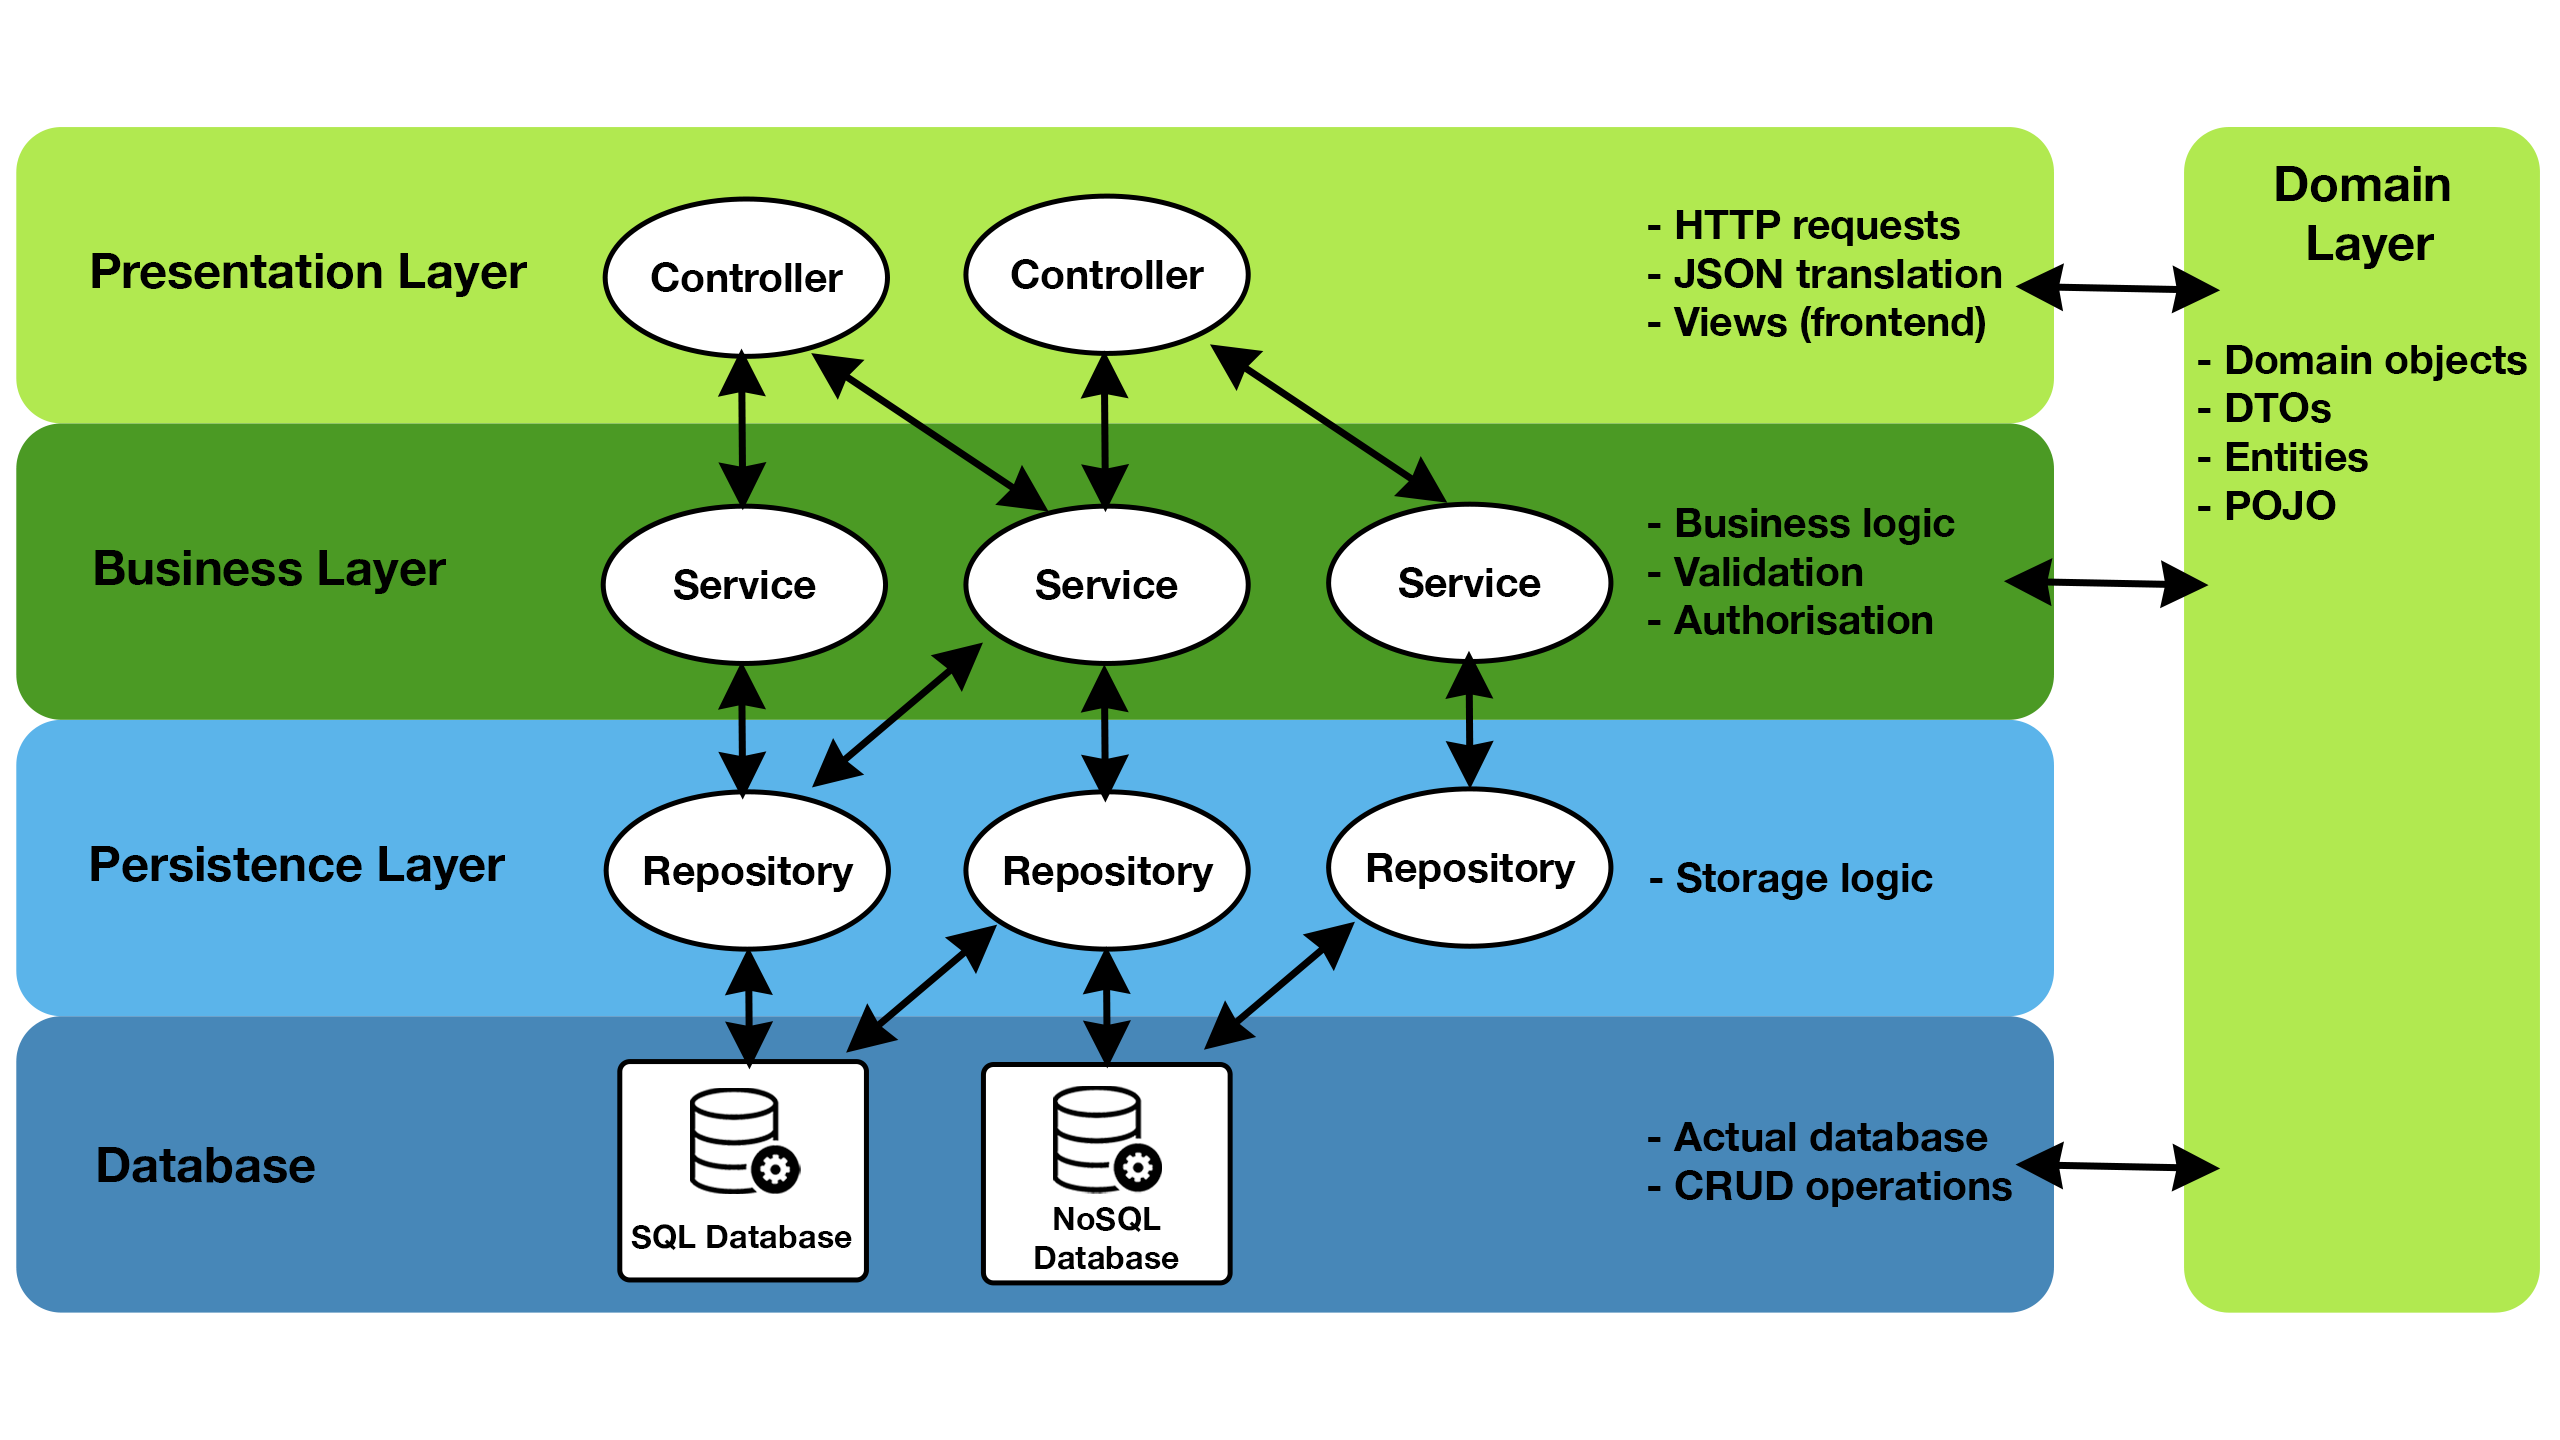 Presentation Layer
Controller
Controller
- HTTP requests
- JSON translation
- Views (frontend)
Business Layer
Service
Service
Service
- Business logic
- Validation
- Authorisation
Persistence Layer
Repository
Repository
Repository
- Storage logic
Database
SQL Database
NoSQL
Database
- Actual database
- CRUD operations
Domain
Layer
- Domain objects
- DTOs
- Entities
- POJO